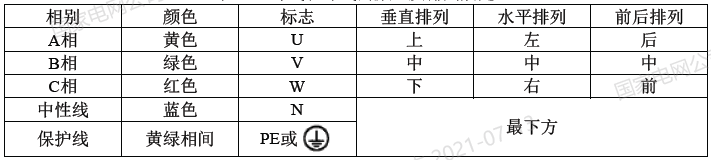 相别 颜色 标志 垂直排列 水平排列 前后排列
A相 黄色 U 上 左 后
B相 绿色 V 中 中 中
C相 红色 W 下 右 前
中性线 蓝色 N 最下方
保护线 黄绿相间 PE或